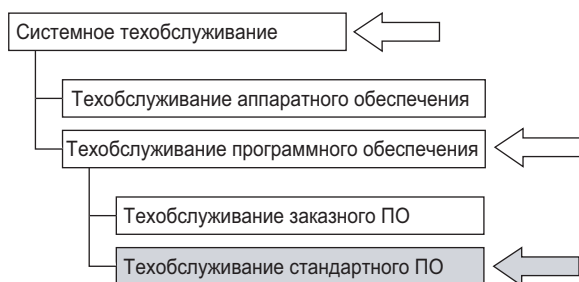 Системное техобслуживание
Техобслуживание аппаратного обеспечения
Техобслуживание программного обеспечения
Техобслуживание заказного ПО
Техобслуживание стандартного ПО